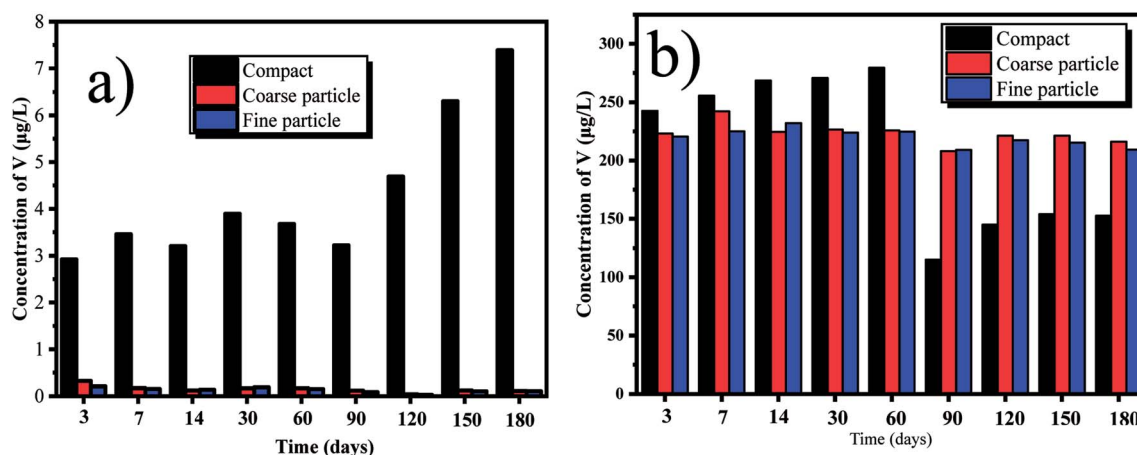 a)
Concentration of V (µg/L)
8
7
6
5
4
3
2
1
0
Compact
Coarse particle
Fine particle
3 7 14 30 60 90 120 150 180
Time (days)
b)
Concentration of V (µg/L)
300
250
200
150
100
50
0
Compact
Coarse particle
Fine particle
3 7 14 30 60 90 120 150 180
Time (days)